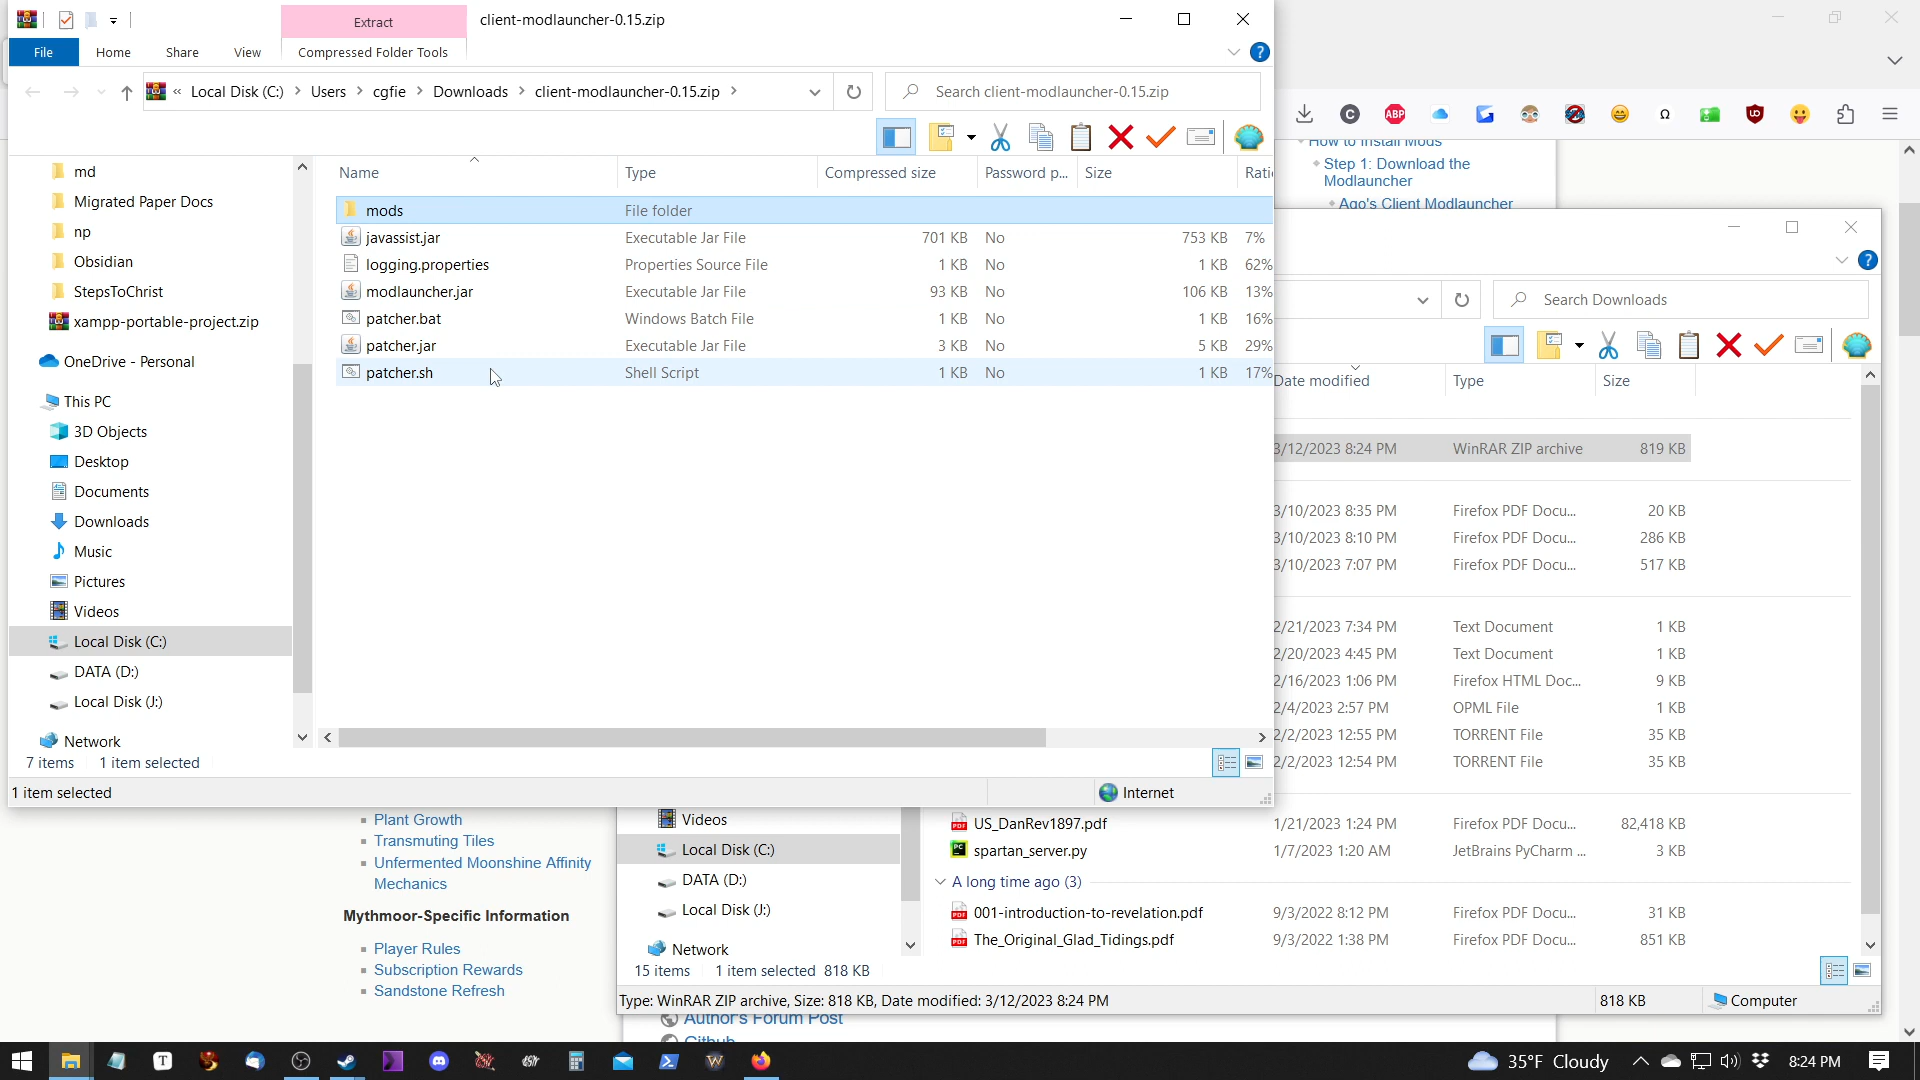 Extract
client-modlauncher-0.15.zip
File
Home
Share
View
Compressed Folder Tools
« Local Disk (C:) > Users > cgfie > Downloads > client-modlauncher-0.15.zip >
Search client-modlauncher-0.15.zip
md
Migrated Paper Docs
np
Obsidian
StepsToChrist
xampp-portable-project.zip
OneDrive - Personal
This PC
3D Objects
Desktop
Documents
Downloads
Music
Pictures
Videos
Local Disk (C:)
DATA (D:)
Local Disk (J:)
Network
Name Type Compressed size Password p... Size Rati
mods File folder
javassist.jar Executable Jar File 701 KB No 753 KB 7%
logging.properties Properties Source File 1 KB No 1 KB 62%
modlauncher.jar Executable Jar File 93 KB No 106 KB 13%
patcher.bat Windows Batch File 1 KB No 1 KB 16%
patcher.jar Executable Jar File 3 KB No 5 KB 29%
patcher.sh Shell Script 1 KB No 1 KB 17%
7 items 1 item selected
1 item selected
Internet
How to Install Mods
Step 1: Download the
Modlauncher
Ago's Client Modlauncher
Search Downloads
Date modified Type Size
3/12/2023 8:24 PM WinRAR ZIP archive 819 KB
3/10/2023 8:35 PM Firefox PDF Docu... 20 KB
3/10/2023 8:10 PM Firefox PDF Docu... 286 KB
3/10/2023 7:07 PM Firefox PDF Docu... 517 KB
2/21/2023 7:34 PM Text Document 1 KB
2/20/2023 4:45 PM Text Document 1 KB
2/16/2023 1:06 PM Firefox HTML Doc... 9 KB
2/4/2023 2:57 PM OPML File 1 KB
2/2/2023 12:55 PM TORRENT File 35 KB
2/2/2023 12:54 PM TORRENT File 35 KB
US_DanRev1897.pdf 1/21/2023 1:24 PM Firefox PDF Docu... 82,418 KB
spartan_server.py 1/7/2023 1:20 AM JetBrains PyCharm ... 3 KB
A long time ago (3)
001-introduction-to-revelation.pdf 9/3/2022 8:12 PM Firefox PDF Docu... 31 KB
The_Original_Glad_Tidings.pdf 9/3/2022 1:38 PM Firefox PDF Docu... 851 KB
Videos
Local Disk (C:)
DATA (D:)
Local Disk (J:)
Network
15 items 1 item selected 818 KB
Type: WinRAR ZIP archive, Size: 818 KB, Date modified: 3/12/2023 8:24 PM
818 KB
Computer
Plant Growth
Transmuting Tiles
Unfermented Moonshine Affinity
Mechanics
Mythmoor-Specific Information
Player Rules
Subscription Rewards
Sandstone Refresh
Author's Forum Post
Github
35°F Cloudy
8:24 PM